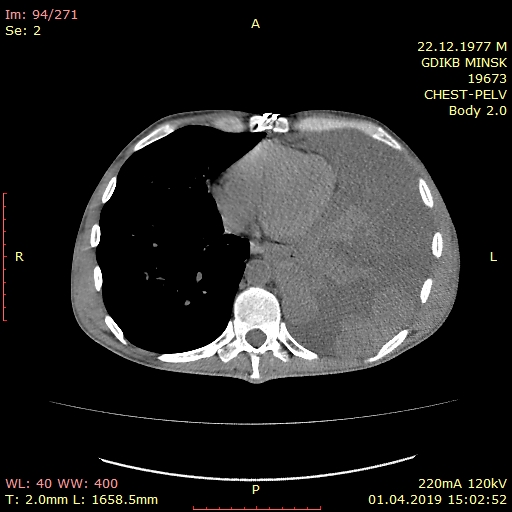 Im: 94/271
Se: 2
A
22.12.1977 M
GDIKB MINSK
19673
CHEST-PELV
Body 2.0
R
L
WL: 40 WW: 400
T: 2.0mm L: 1658.5mm
P
220mA 120kV
01.04.2019 15:02:52